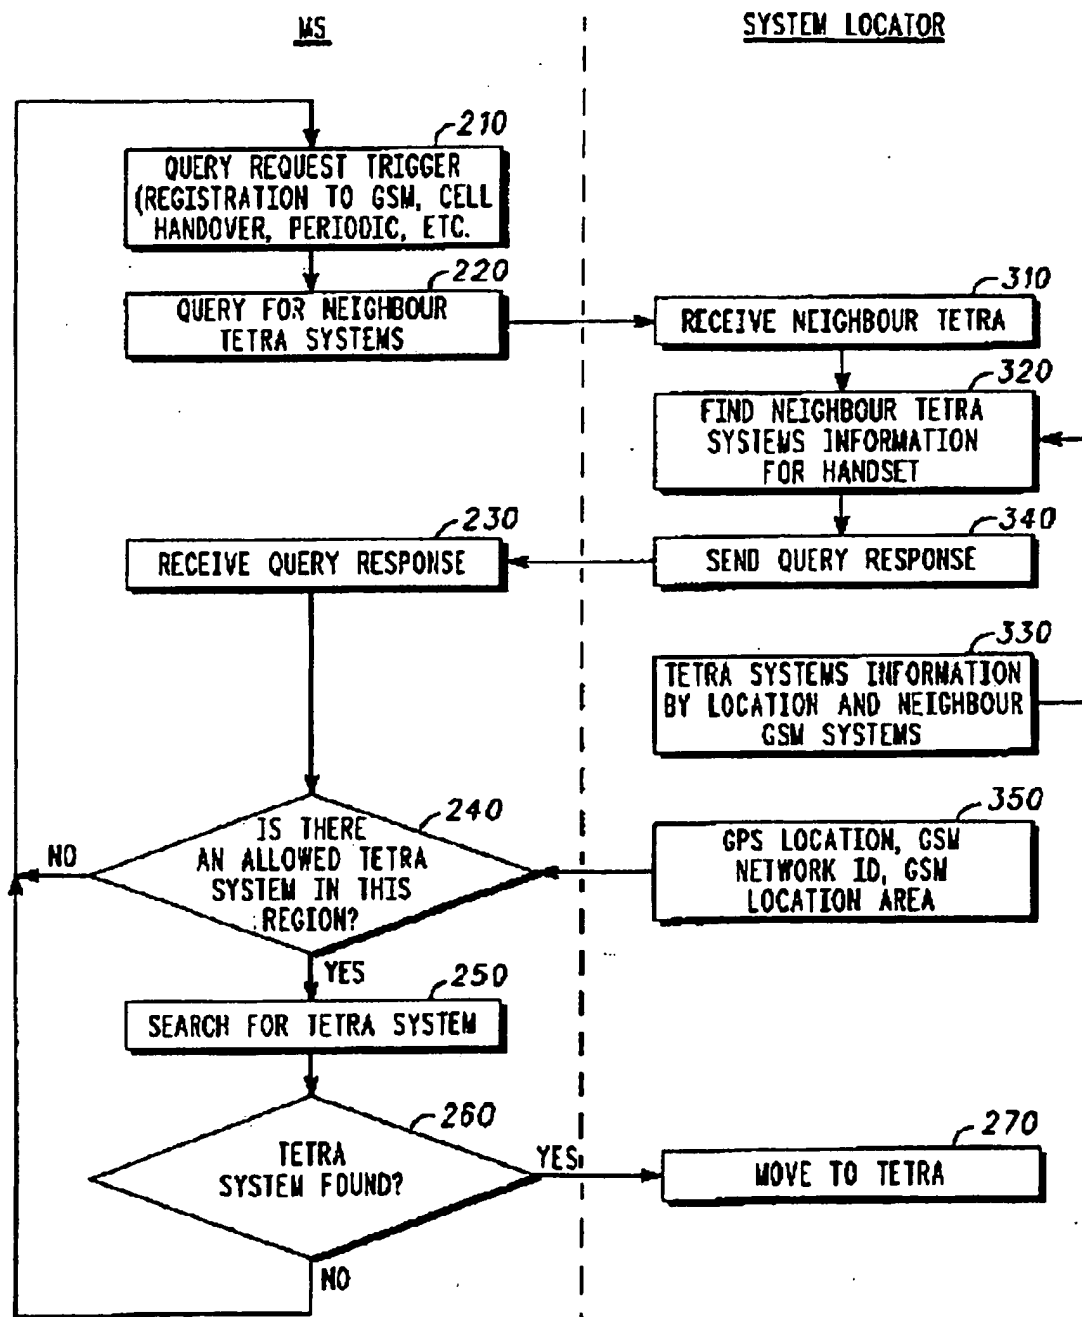 MS
SYSTEM LOCATOR
210
QUERY REQUEST TRIGGER
(REGISTRATION TO GSM, CELL
HANDOVER, PERIODIC, ETC.
220
QUERY FOR NEIGHBOUR
TETRA SYSTEMS
310
RECEIVE NEIGHBOUR TETRA
320
FIND NEIGHBOUR TETRA
SYSTEMS INFORMATION
FOR HANDSET
230
RECEIVE QUERY RESPONSE
340
SEND QUERY RESPONSE
330
TETRA SYSTEMS INFORMATION
BY LOCATION AND NEIGHBOUR
GSM SYSTEMS
240
IS THERE
AN ALLOWED TETRA
SYSTEM IN THIS
REGION?
NO
YES
350
GPS LOCATION, GSM
NETWORK ID, GSM
LOCATION AREA
250
SEARCH FOR TETRA SYSTEM
260
TETRA
SYSTEM FOUND?
YES
NO
270
MOVE TO TETRA